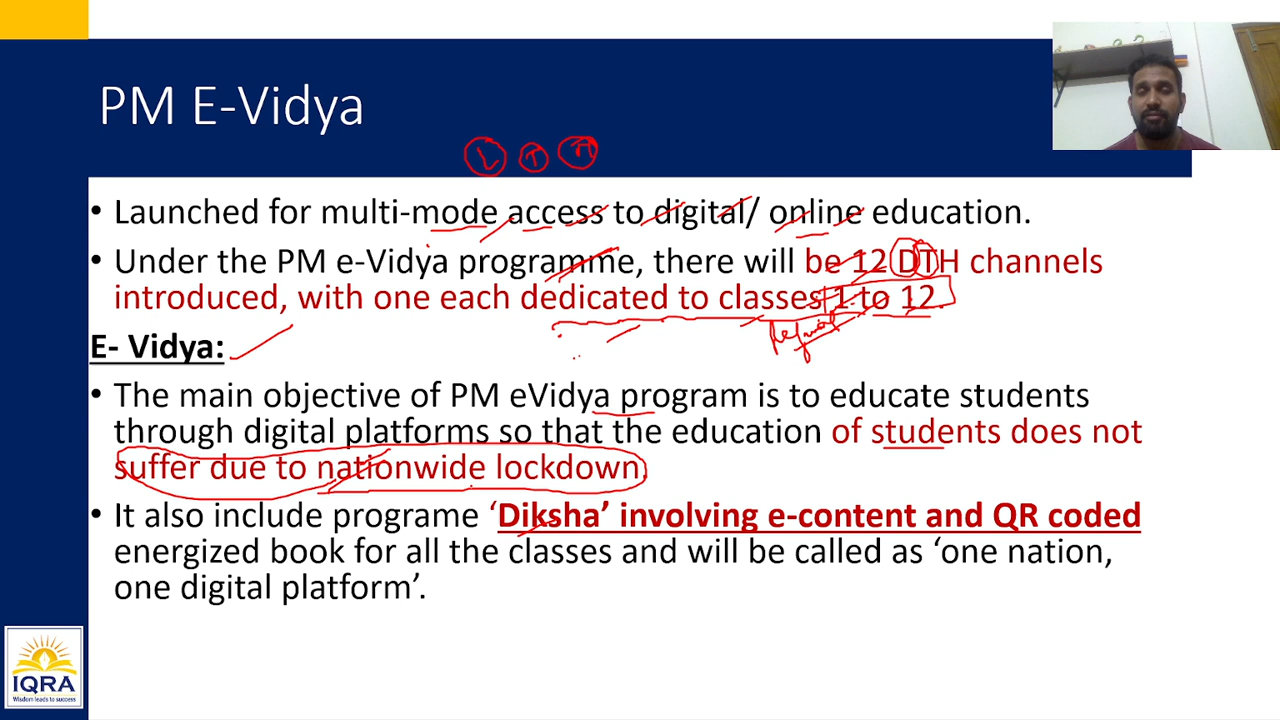 PM E-Vidya
L T A
• Launched for multi-mode access to digital/ online education.
• Under the PM e-Vidya programme, there will be 12 DTH channels
introduced, with one each dedicated to classes 1 to 12.
E- Vidya:
• The main objective of PM eVidya program is to educate students
through digital platforms so that the education of students does not
suffer due to nationwide lockdown.
• It also include programe ‘Diksha’ involving e-content and QR coded
energized book for all the classes and will be called as ‘one nation,
one digital platform’.
IQRA
Wisdom leads to success